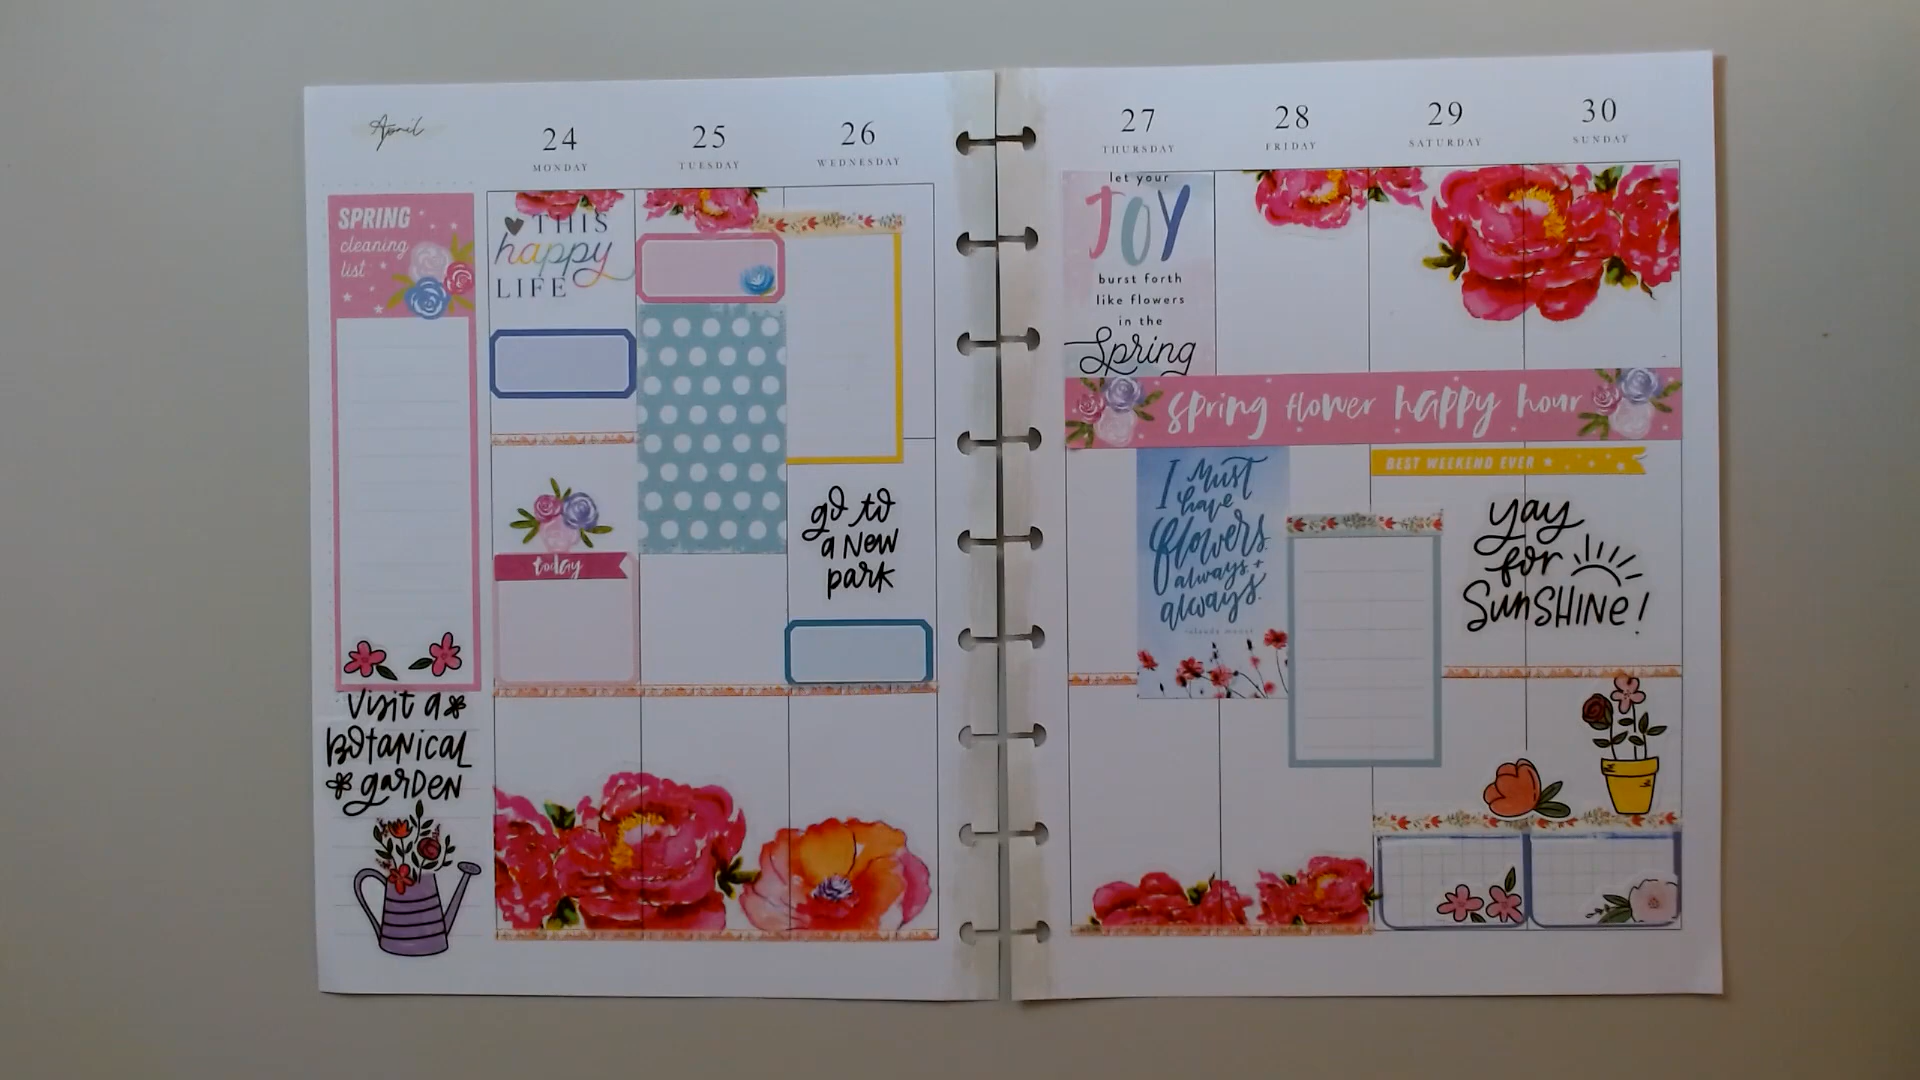 April
24
MONDAY
25
TUESDAY
26
WEDNESDAY
SPRING
cleaning
list
THIS
happy
LIFE
today
go to
a New
park
Visit a
Botanical
garden
27
THURSDAY
28
FRIDAY
29
SATURDAY
30
SUNDAY
let your
JOY
burst forth
like flowers
in the
Spring
spring flower happy hour
I Must
have
flowers
always +
always.
BEST WEEKEND EVER
yay
for
SunSHINE!